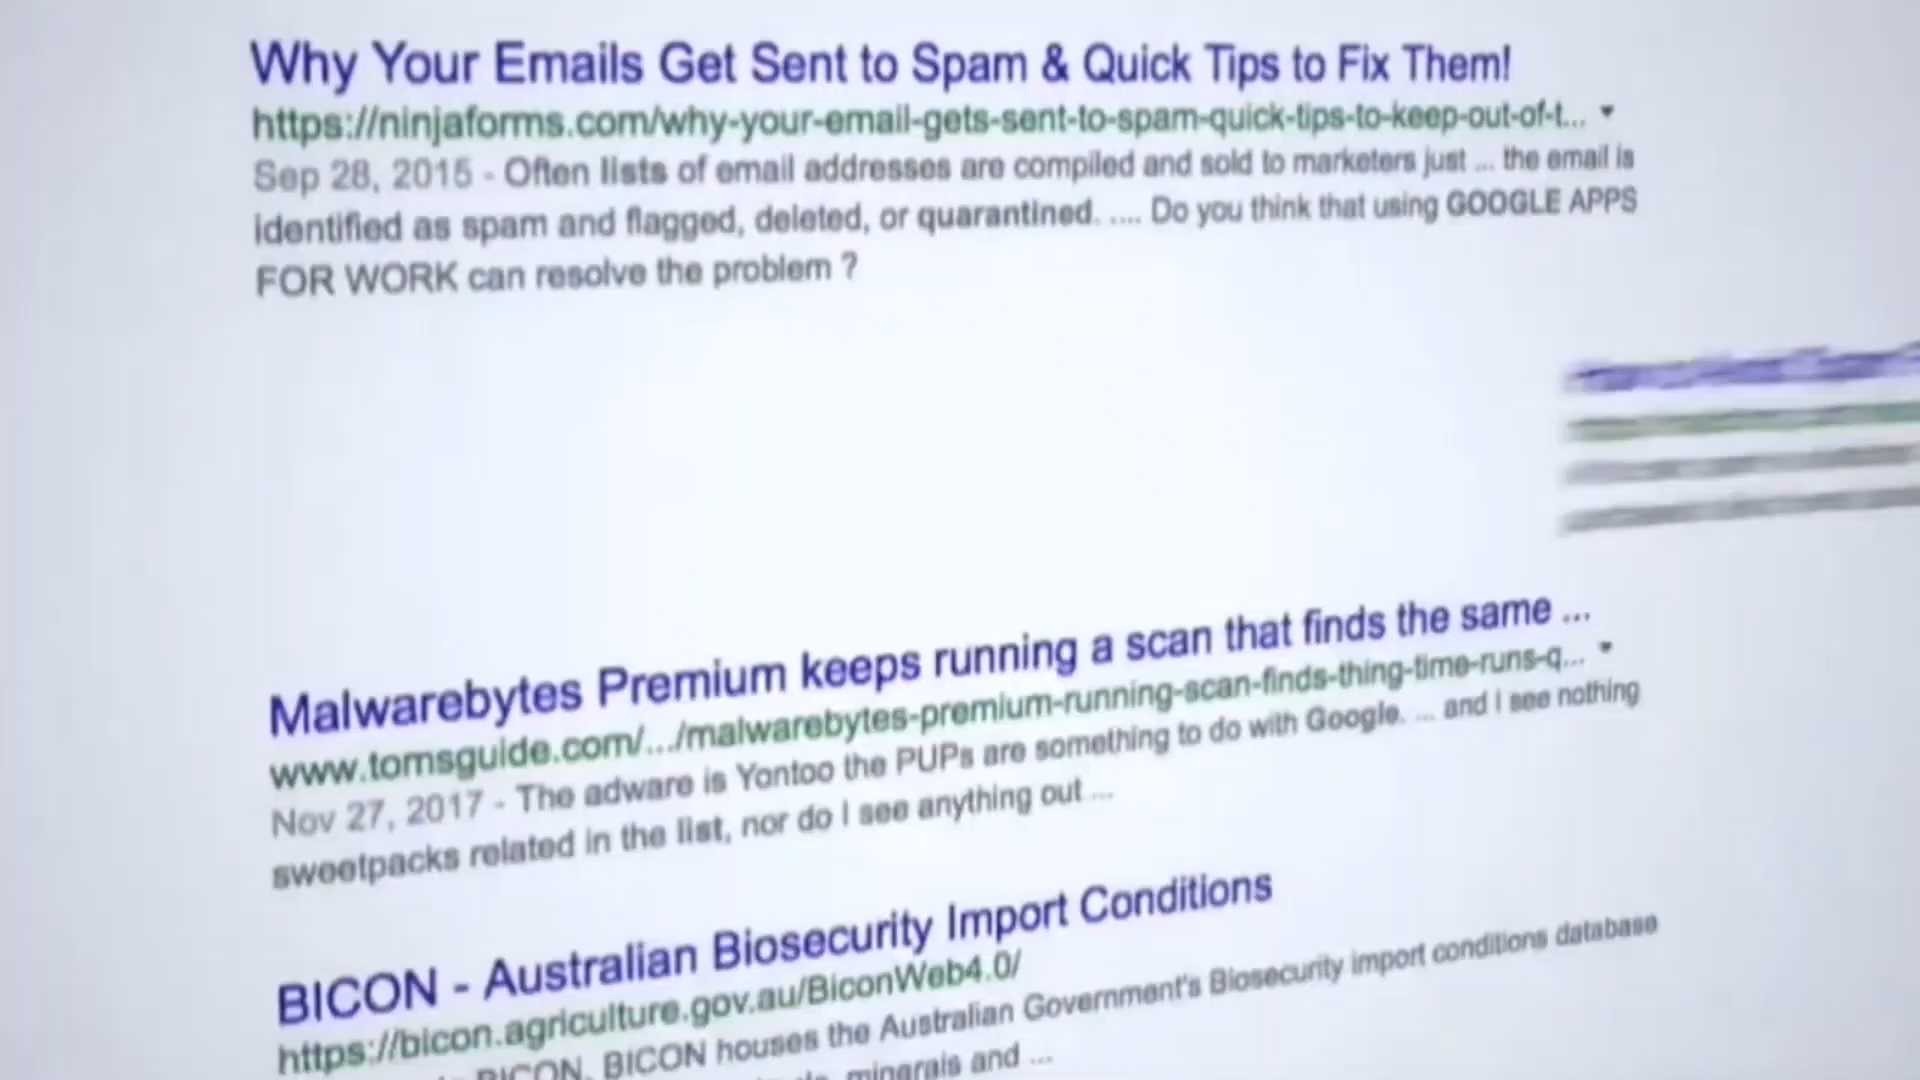 Why Your Emails Get Sent to Spam & Quick Tips to Fix Them!
https://ninjaforms.com/why-your-email-gets-sent-to-spam-quick-tips-to-keep-out-of-t...
Sep 28, 2015 - Often lists of email addresses are compiled and sold to marketers just ... the email is
identified as spam and flagged, deleted, or quarantined. .... Do you think that using GOOGLE APPS
FOR WORK can resolve the problem ?
Malwarebytes Premium keeps running a scan that finds the same ...
www.tomsguide.com/.../malwarebytes-premium-running-scan-finds-thing-time-runs-q...
Nov 27, 2017 - The adware is Yontoo the PUPs are something to do with Google. ... and I see nothing
sweetpacks related in the list, nor do I see anything out ...
BICON - Australian Biosecurity Import Conditions
https://bicon.agriculture.gov.au/BiconWeb4.0/
BICON. BICON houses the Australian Government's Biosecurity import conditions database
minerals and ...